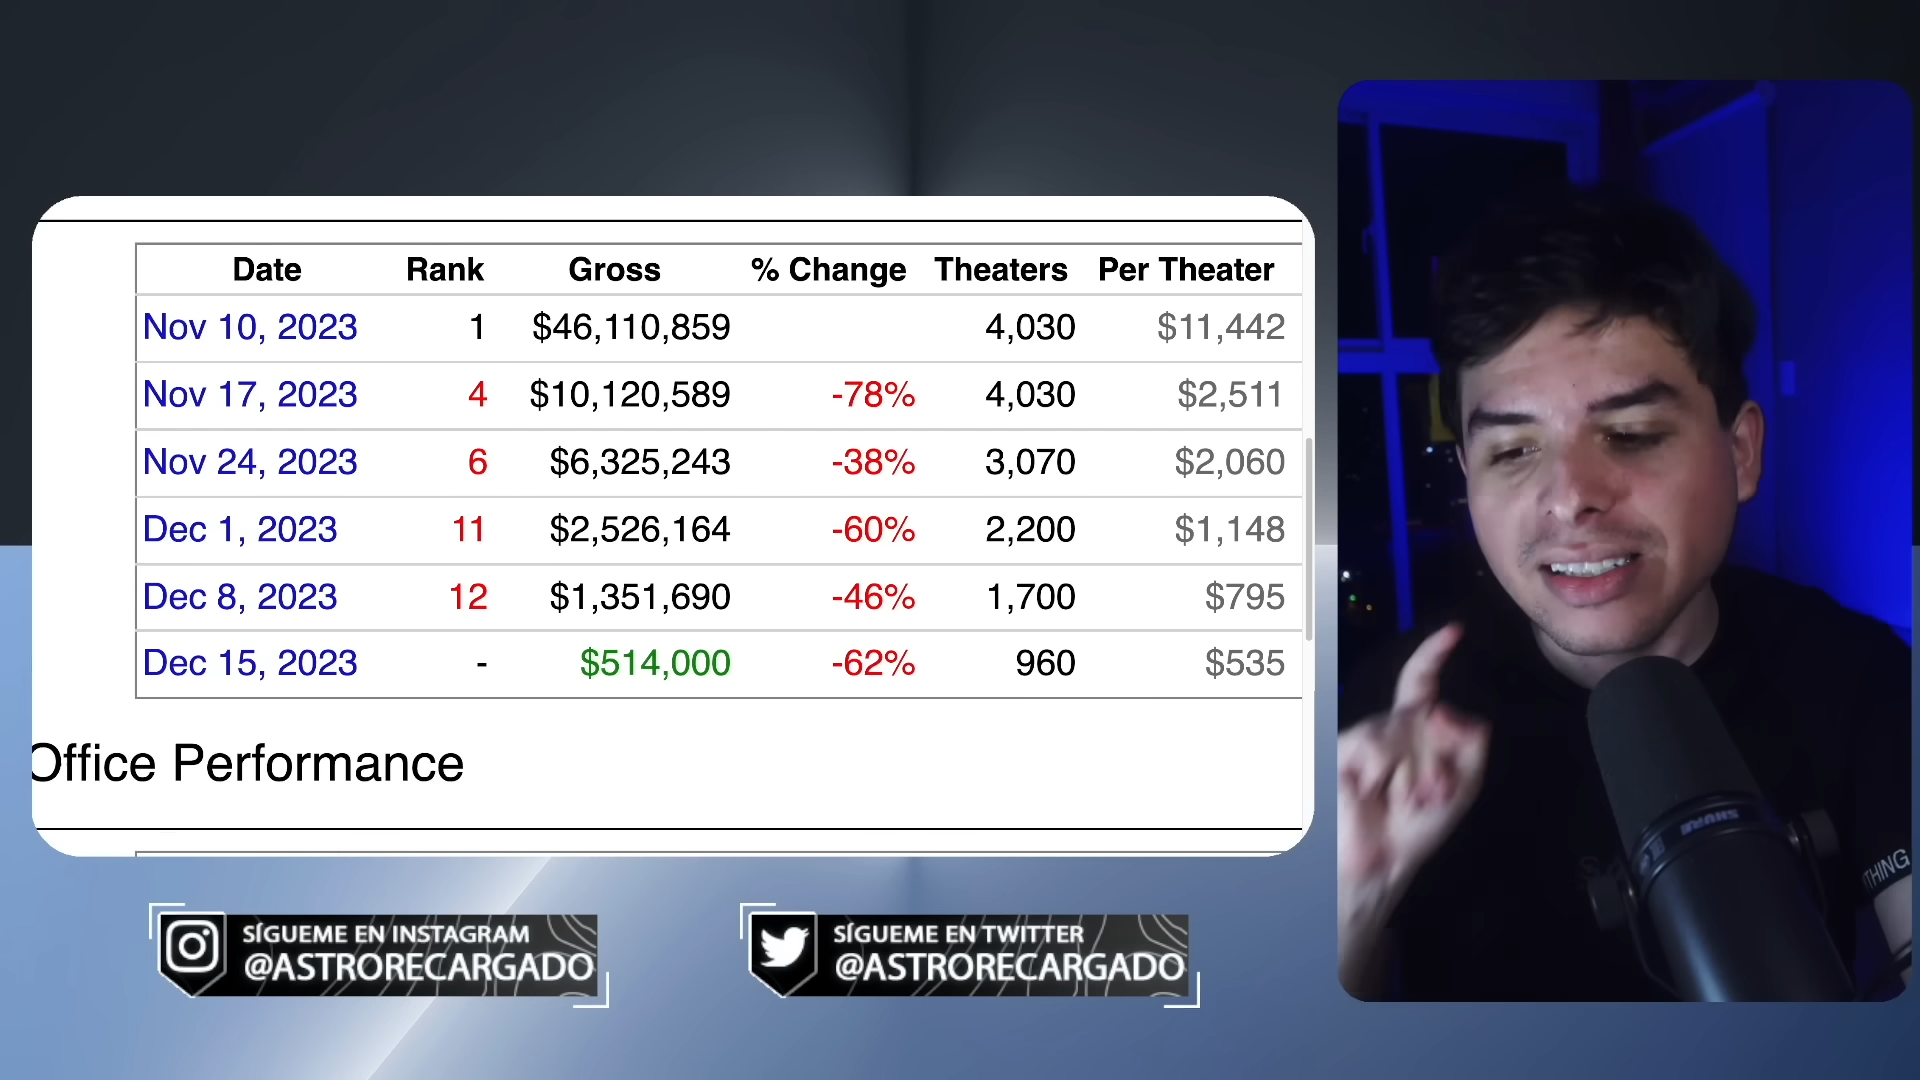 Date Rank Gross % Change Theaters Per Theater
Nov 10, 2023 1 $46,110,859 4,030 $11,442
Nov 17, 2023 4 $10,120,589 -78% 4,030 $2,511
Nov 24, 2023 6 $6,325,243 -38% 3,070 $2,060
Dec 1, 2023 11 $2,526,164 -60% 2,200 $1,148
Dec 8, 2023 12 $1,351,690 -46% 1,700 $795
Dec 15, 2023 - $514,000 -62% 960 $535
Office Performance
SÍGUEME EN INSTAGRAM
@ASTRORECARGADO
SÍGUEME EN TWITTER
@ASTRORECARGADO
SHURE
THING